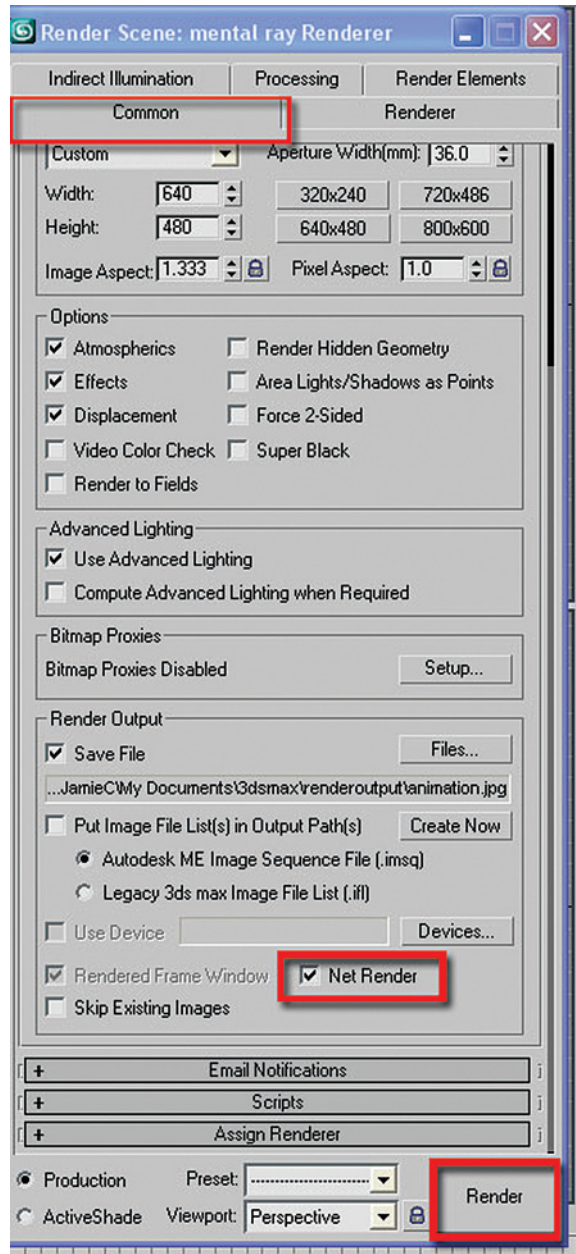 Render Scene: mental ray Renderer
Indirect Illumination Processing Render Elements
Common Renderer
Custom Aperture Width(mm): 36.0
Width: 640 320x240 720x486
Height: 480 640x480 800x600
Image Aspect: 1.333 Pixel Aspect: 1.0
Options
Atmospherics Render Hidden Geometry
Effects Area Lights/Shadows as Points
Displacement Force 2-Sided
Video Color Check Super Black
Render to Fields
Advanced Lighting
Use Advanced Lighting
Compute Advanced Lighting when Required
Bitmap Proxies
Bitmap Proxies Disabled Setup...
Render Output
Save File Files...
...JamieC\My Documents\3dsmax\renderoutput\animation.jpg
Put Image File List(s) in Output Path(s) Create Now
Autodesk ME Image Sequence File (.imsq)
Legacy 3ds max Image File List (.ifl)
Use Device Devices...
Rendered Frame Window Net Render
Skip Existing Images
+ Email Notifications
+ Scripts
+ Assign Renderer
Production Preset: --------------------
ActiveShade Viewport: Perspective Render